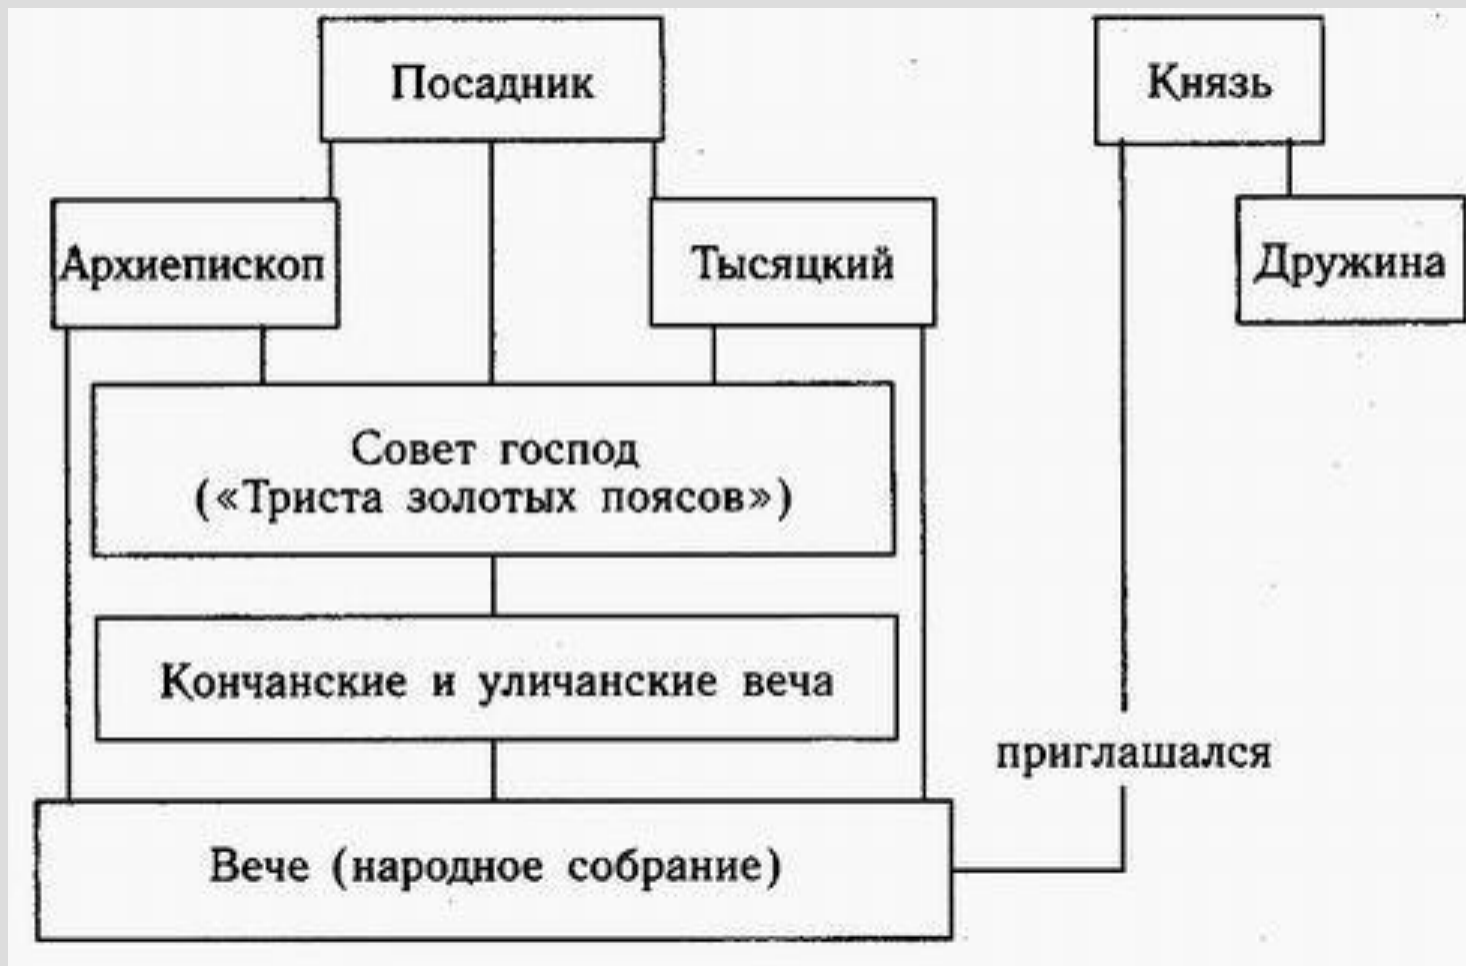 Посадник
Князь
Архиепископ
Тысяцкий
Дружина
Совет господ
(«Триста золотых поясов»)
Кончанские и уличанские веча
приглашался
Вече (народное собрание)